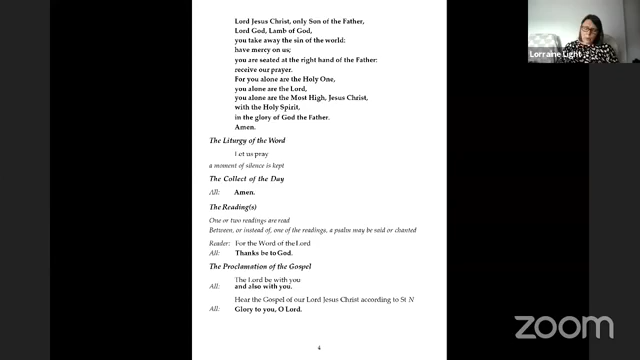 Lord Jesus Christ, only Son of the Father,
Lord God, Lamb of God,
you take away the sin of the world:
have mercy on us;
you are seated at the right hand of the Father:
receive our prayer.
For you alone are the Holy One,
you alone are the Lord,
you alone are the Most High, Jesus Christ,
with the Holy Spirit,
in the glory of God the Father.
Amen.
The Liturgy of the Word
Let us pray
a moment of silence is kept
The Collect of the Day
All: Amen.
The Reading(s)
One or two readings are read
Between, or instead of, one of the readings, a psalm may be said or chanted
Reader: For the Word of the Lord
All: Thanks be to God.
The Proclamation of the Gospel
The Lord be with you
All: and also with you.
Hear the Gospel of our Lord Jesus Christ according to St N
All: Glory to you, O Lord.
4
Lorraine Light
zoom